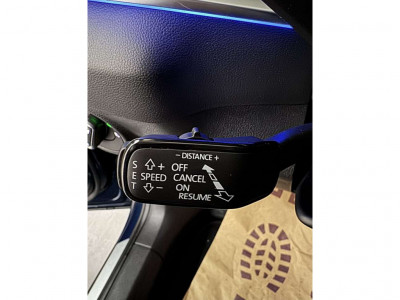 - DISTANCE +
S + OFF
E SPEED CANCEL
T - ON
RESUME